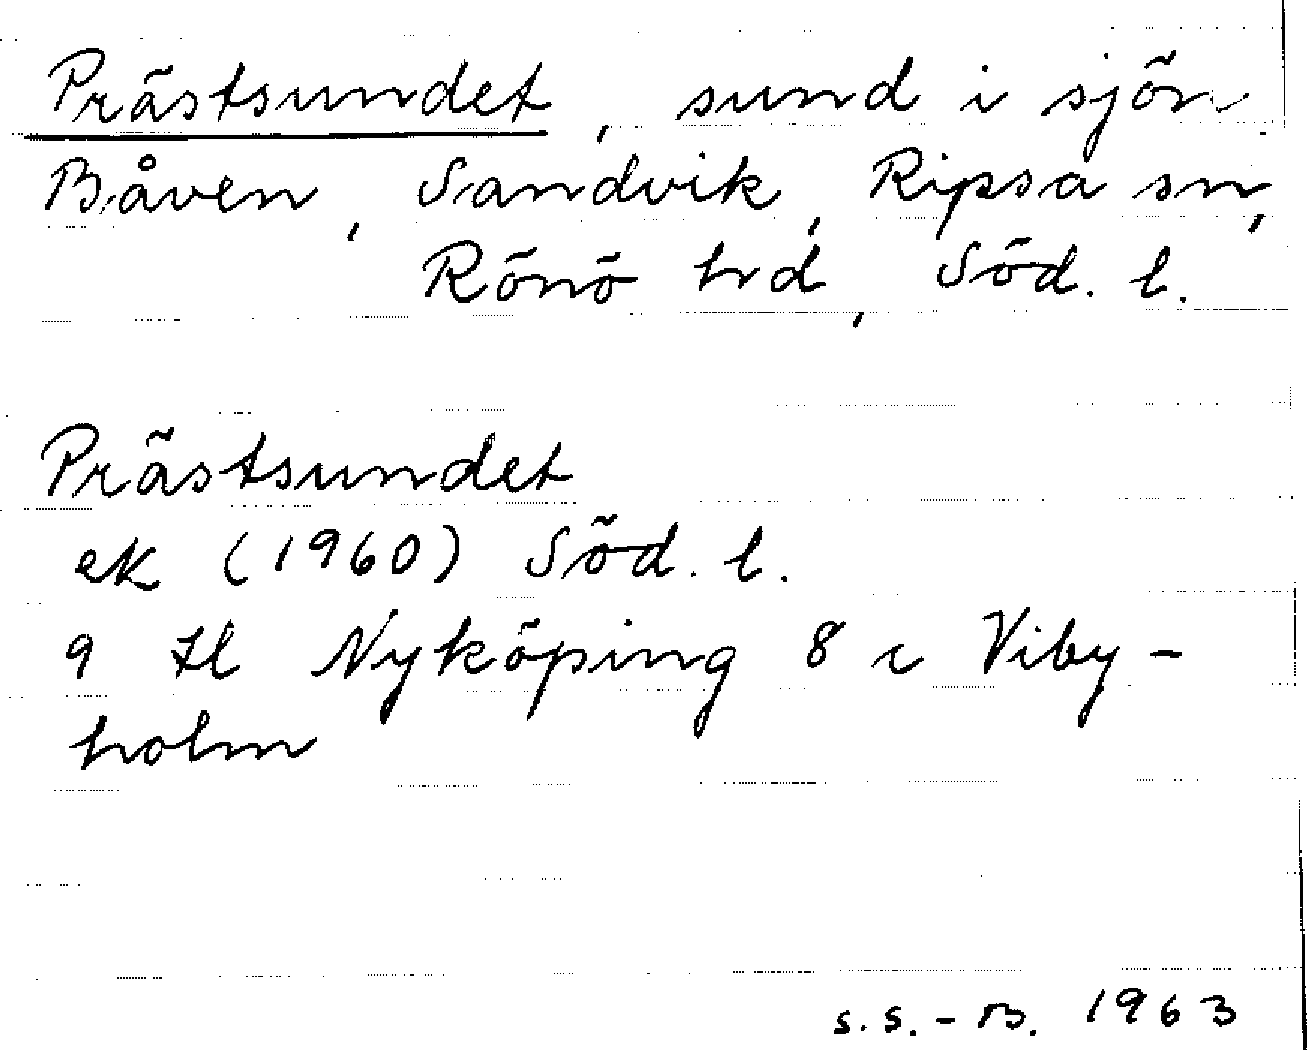 Prästsundet, sund i sjön
Båven, Sandvik, Ripsa sn,
Rönö hd, Söd. l.
Prästsundet
ek (1960) Söd. l.
9 H l Nyköping 8 c Viby-
holm
S.S.-B. 1963